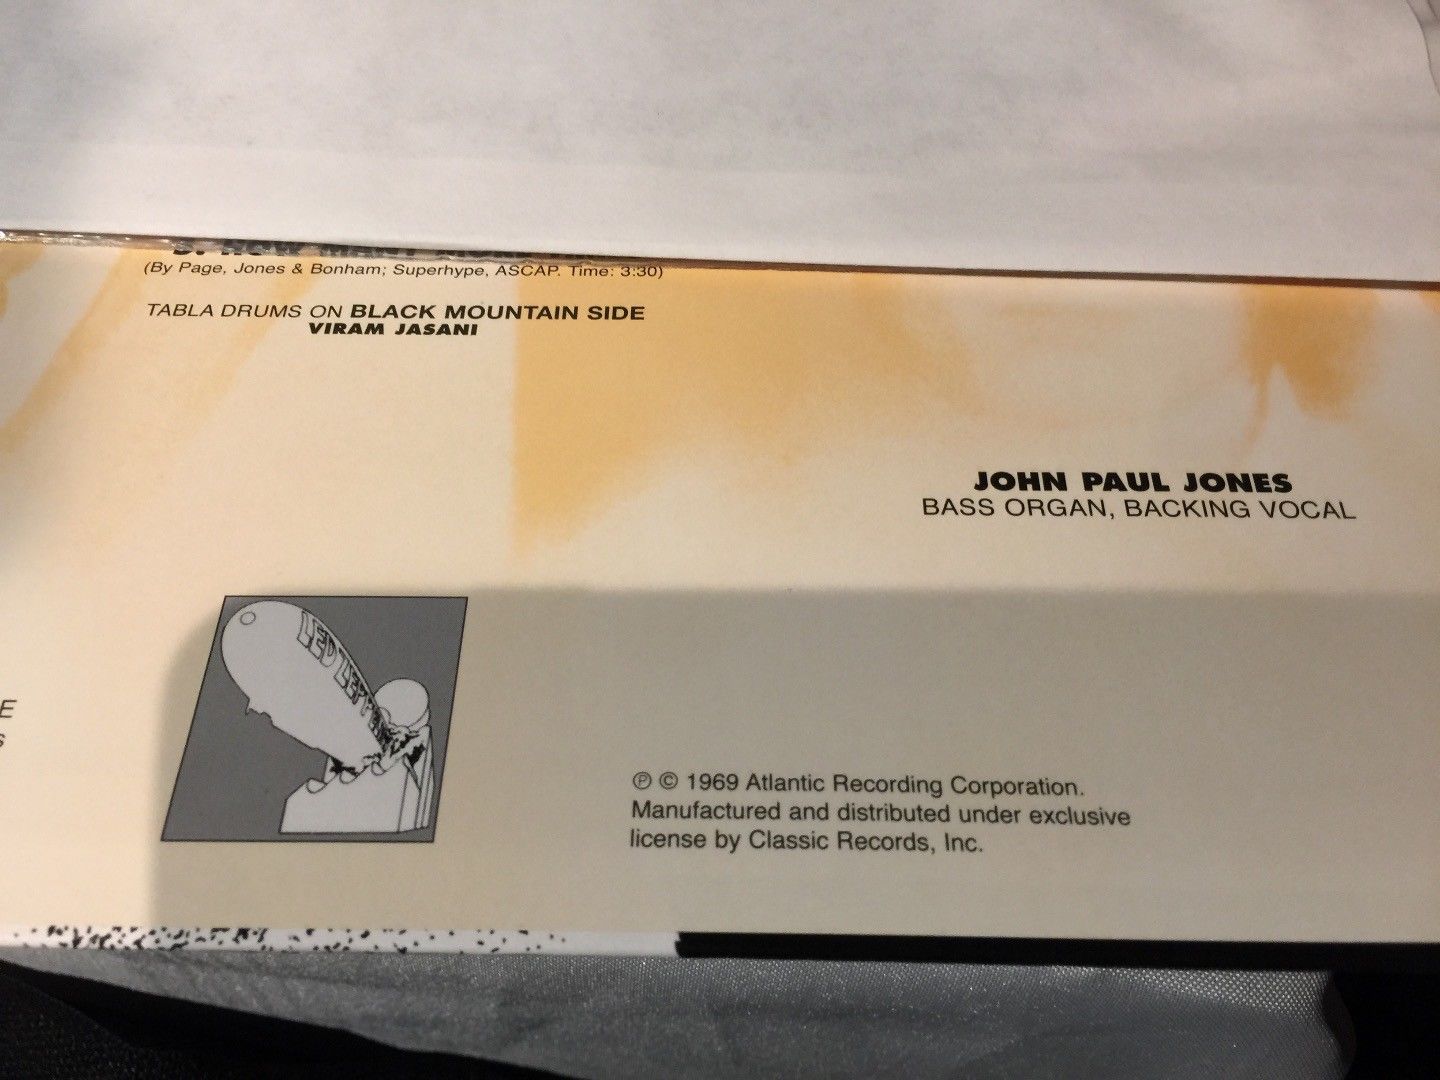 (By Page, Jones & Bonham; Superhype, ASCAP. Time: 3:30)
TABLA DRUMS ON BLACK MOUNTAIN SIDE
VIRAM JASANI
JOHN PAUL JONES
BASS ORGAN, BACKING VOCAL
E
s
LED ZEPPELIN
℗ © 1969 Atlantic Recording Corporation.
Manufactured and distributed under exclusive
license by Classic Records, Inc.